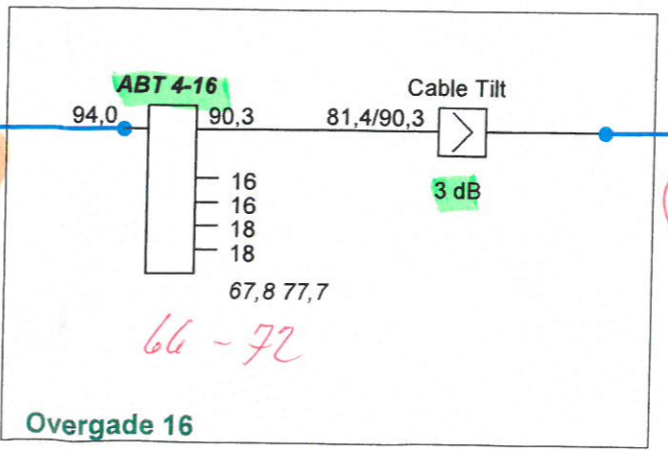 ABT 4-16
Cable Tilt
94,0 90,3 81,4/90,3
3 dB
16
16
18
18
67,8 77,7
66 - 72
Overgade 16